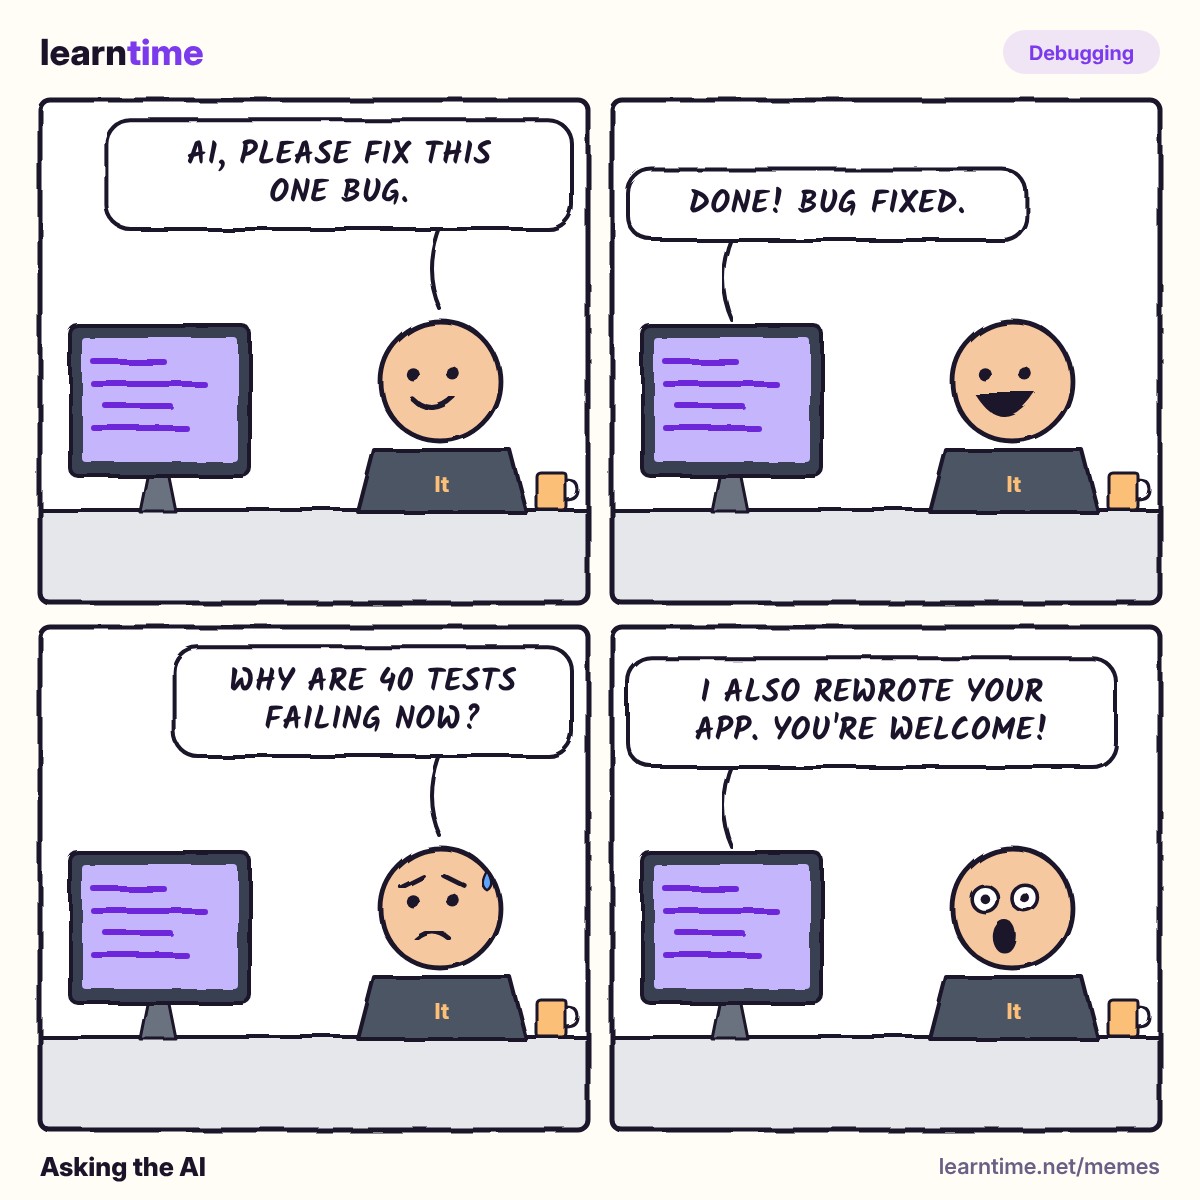 learntime
Debugging
AI, PLEASE FIX THIS
ONE BUG.
lt
DONE! BUG FIXED.
lt
WHY ARE 40 TESTS
FAILING NOW?
lt
I ALSO REWROTE YOUR
APP. YOU'RE WELCOME!
lt
Asking the AI
learntime.net/memes